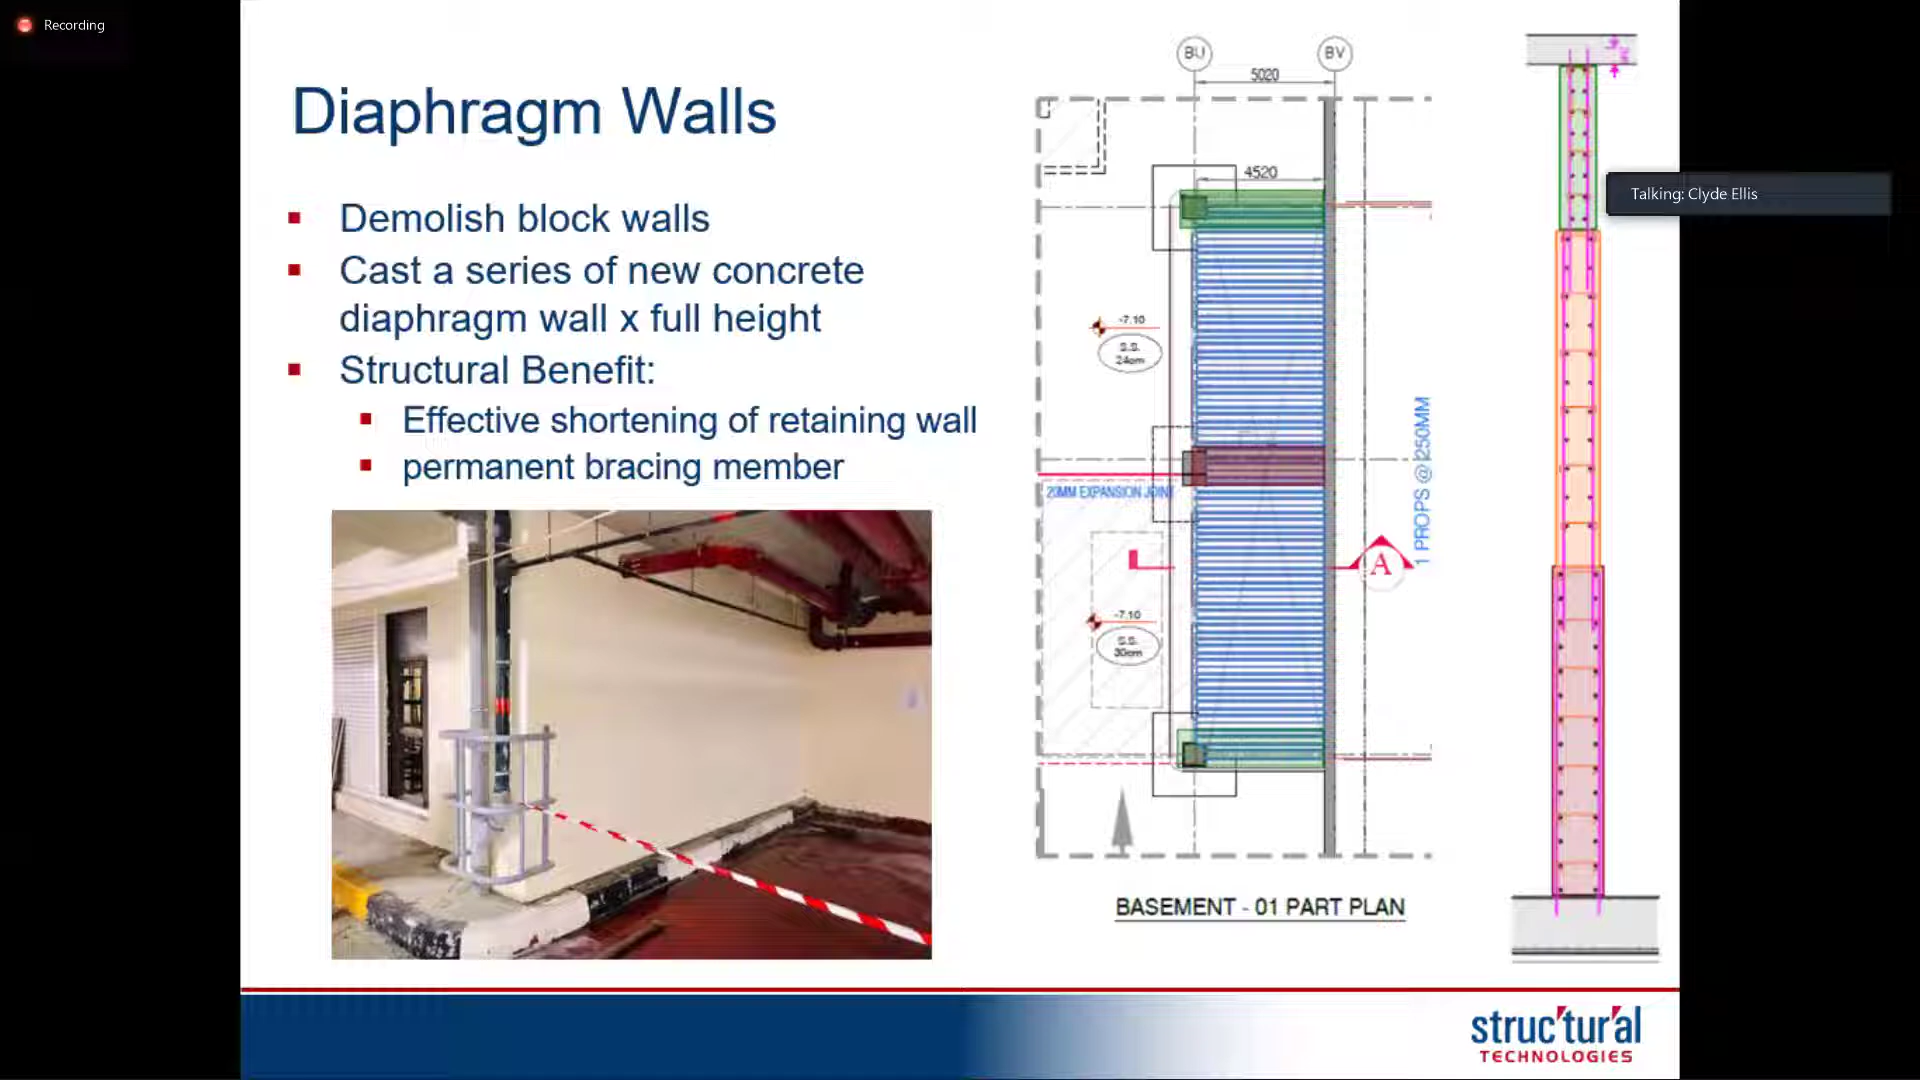 Recording
Diaphragm Walls
Demolish block walls
Cast a series of new concrete
diaphragm wall x full height
Structural Benefit:
Effective shortening of retaining wall
permanent bracing member
BU
BV
5020
4520
-7.10
S.S.
24cm
20MM EXPANSION JOINT
1 PROPS @ 250MM
A
-7.10
S.S.
30cm
BASEMENT - 01 PART PLAN
Talking: Clyde Ellis
struc'tur'al
TECHNOLOGIES